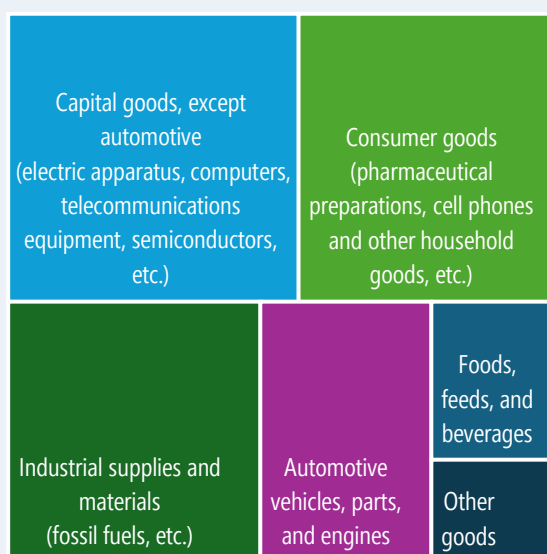 Capital goods, except
automotive
(electric apparatus, computers,
telecommunications
equipment, semiconductors,
etc.)
Consumer goods
(pharmaceutical
preparations, cell phones
and other household
goods, etc.)
Industrial supplies and
materials
(fossil fuels, etc.)
Automotive
vehicles, parts,
and engines
Foods,
feeds, and
beverages
Other
goods